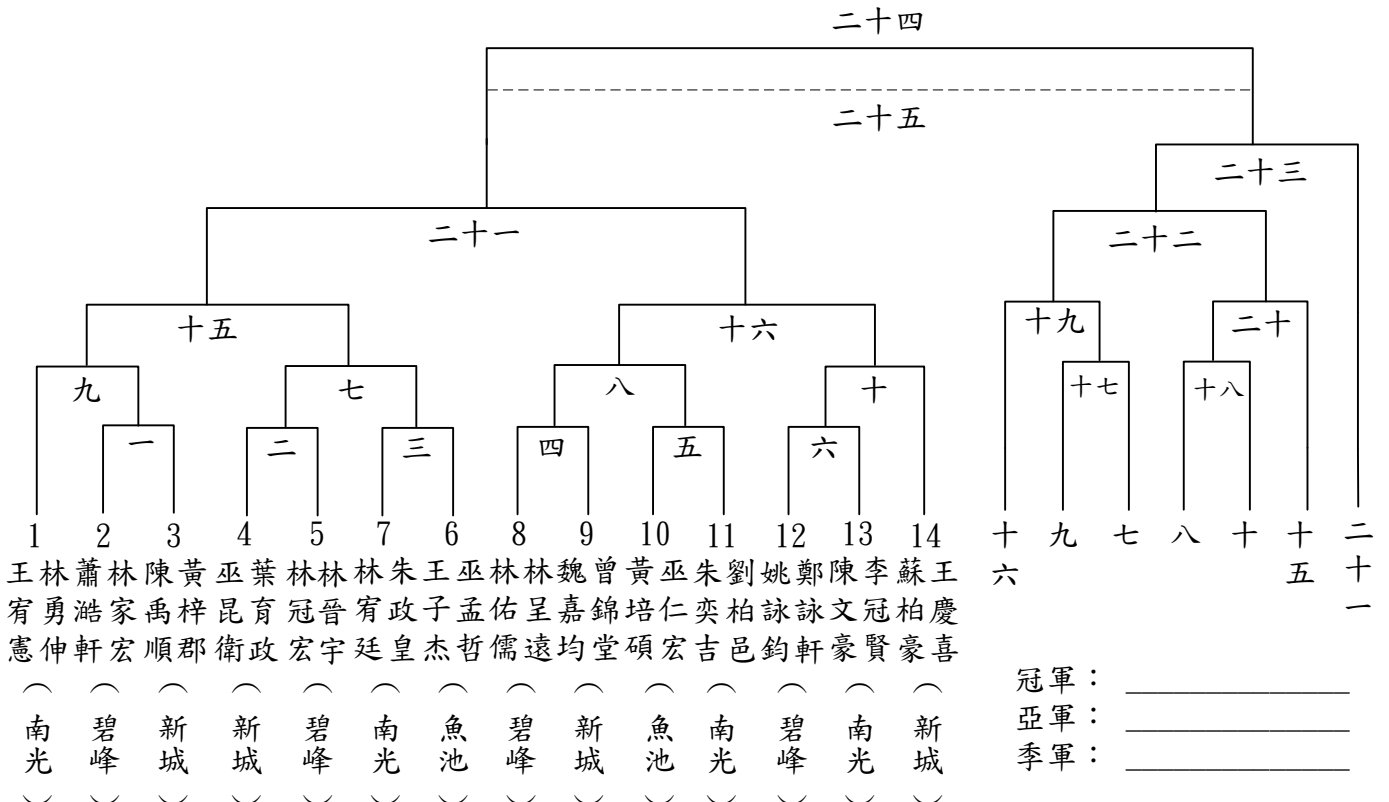 二十四
二十五
二十三
二十一
二十二
十五
十六
十九
二十
九
七
八
十
十七
十八
一
二
三
四
五
六
1 2 3 4 5 7 6 8 9 10 11 12 13 14
十六
九
七
八
十
十五
二十一
王宥憲 林勇伸
（南光）
蕭澔軒 林家宏
（碧峰）
陳禹順 黃梓郡
（新城）
巫昆衛 葉育政
（新城）
林冠宏 林晉宇
（碧峰）
林宥廷 朱政皇
（南光）
王子杰 巫孟哲
（魚池）
林佑儒 林呈遠
（碧峰）
魏嘉均 曾錦堂
（新城）
黃培碩 巫仁宏
（魚池）
朱奕吉 劉柏邑
（南光）
姚詠鈞 鄭詠軒
（碧峰）
陳文豪 李冠賢
（南光）
蘇柏豪 王慶喜
（新城）
冠軍：
亞軍：
季軍：